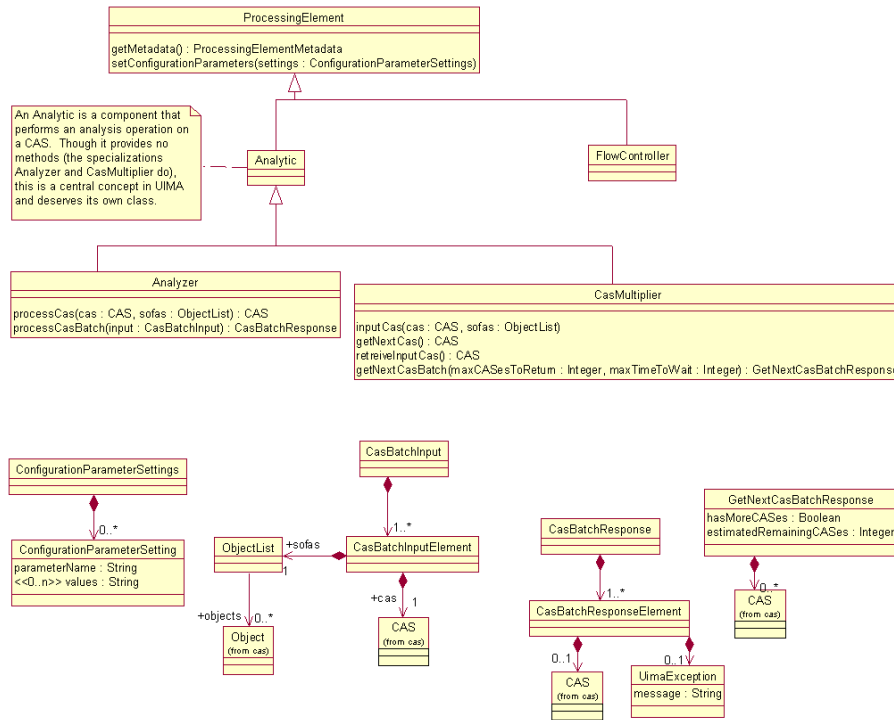 ProcessingElement
getMetadata() : ProcessingElementMetadata
setConfigurationParameters(settings : ConfigurationParameterSettings)
An Analytic is a component that
performs an analysis operation on
a CAS. Though it provides no
methods (the specializations
Analyzer and CasMultiplier do),
this is a central concept in UIMA
and deserves its own class.
Analytic
FlowController
Analyzer
processCas(cas : CAS, sofas : ObjectList) : CAS
processCasBatch(input : CasBatchInput) : CasBatchResponse
CasMultiplier
inputCas(cas : CAS, sofas : ObjectList)
getNextCas() : CAS
retreiveInputCas() : CAS
getNextCasBatch(maxCASesToReturn : Integer, maxTimeToWait : Integer) : GetNextCasBatchResponse
ConfigurationParameterSettings
0..*
ConfigurationParameterSetting
parameterName : String
<<0..n>> values : String
CasBatchInput
1..*
CasBatchInputElement
+sofas
1
ObjectList
+objects
0..*
Object
(from cas)
+cas
1
CAS
(from cas)
CasBatchResponse
1..*
CasBatchResponseElement
0..1
CAS
(from cas)
0..1
UimaException
message : String
GetNextCasBatchResponse
hasMoreCASes : Boolean
estimatedRemainingCASes : Integer
0..*
CAS
(from cas)